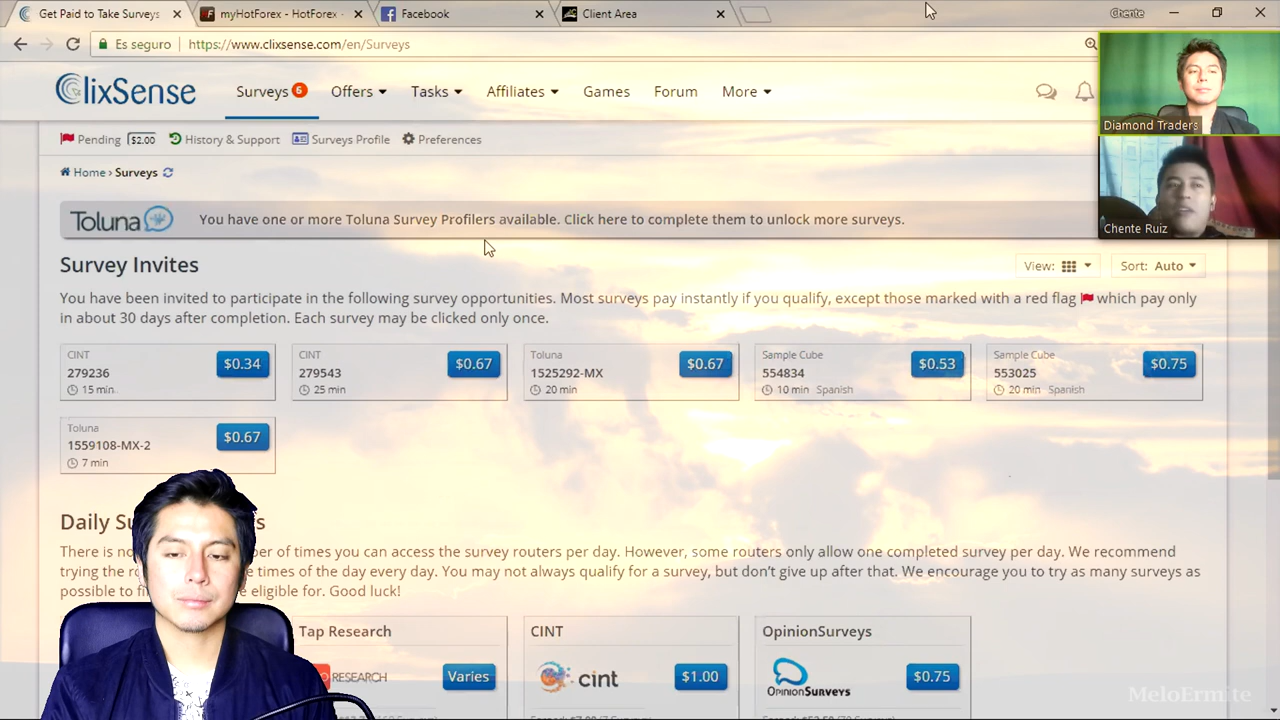 Get Paid to Take Surveys
myHotForex - HotForex
Facebook
Client Area
Chente
Es seguro
https://www.clixsense.com/en/Surveys
ClixSense
Surveys 6
Offers
Tasks
Affiliates
Games
Forum
More
Diamond Traders
Chente Ruiz
Pending $2.00
History & Support
Surveys Profile
Preferences
Home › Surveys
Toluna
You have one or more Toluna Survey Profilers available. Click here to complete them to unlock more surveys.
Survey Invites
View:
Sort: Auto
You have been invited to participate in the following survey opportunities. Most surveys pay instantly if you qualify, except those marked with a red flag which pay only
in about 30 days after completion. Each survey may be clicked only once.
CINT
279236
15 min
$0.34
CINT
279543
25 min
$0.67
Toluna
1525292-MX
20 min
$0.67
Sample Cube
554834
10 min Spanish
$0.53
Sample Cube
553025
20 min Spanish
$0.75
Toluna
1559108-MX-2
7 min
$0.67
Daily
There is no
ber of times you can access the survey routers per day. However, some routers only allow one completed survey per day. We recommend
trying the
times of the day every day. You may not always qualify for a survey, but don't give up after that. We encourage you to try as many surveys as
possible to
eligible for. Good luck!
Tap Research
RESEARCH
Varies
CINT
cint
$1.00
OpinionSurveys
OPINIONSURVEYS
$0.75
MeloErmite